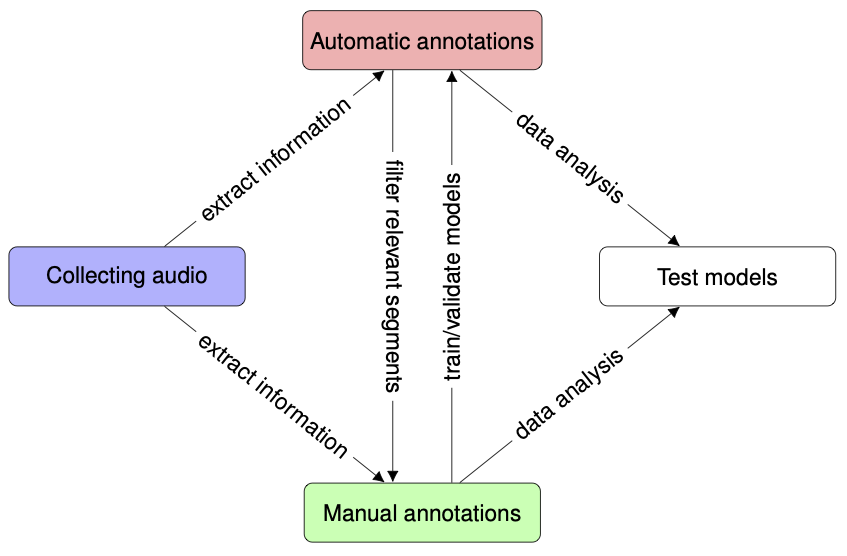 Automatic annotations
extract information
data analysis
filter relevant segments
train/validate models
Collecting audio
Test models
extract information
data analysis
Manual annotations